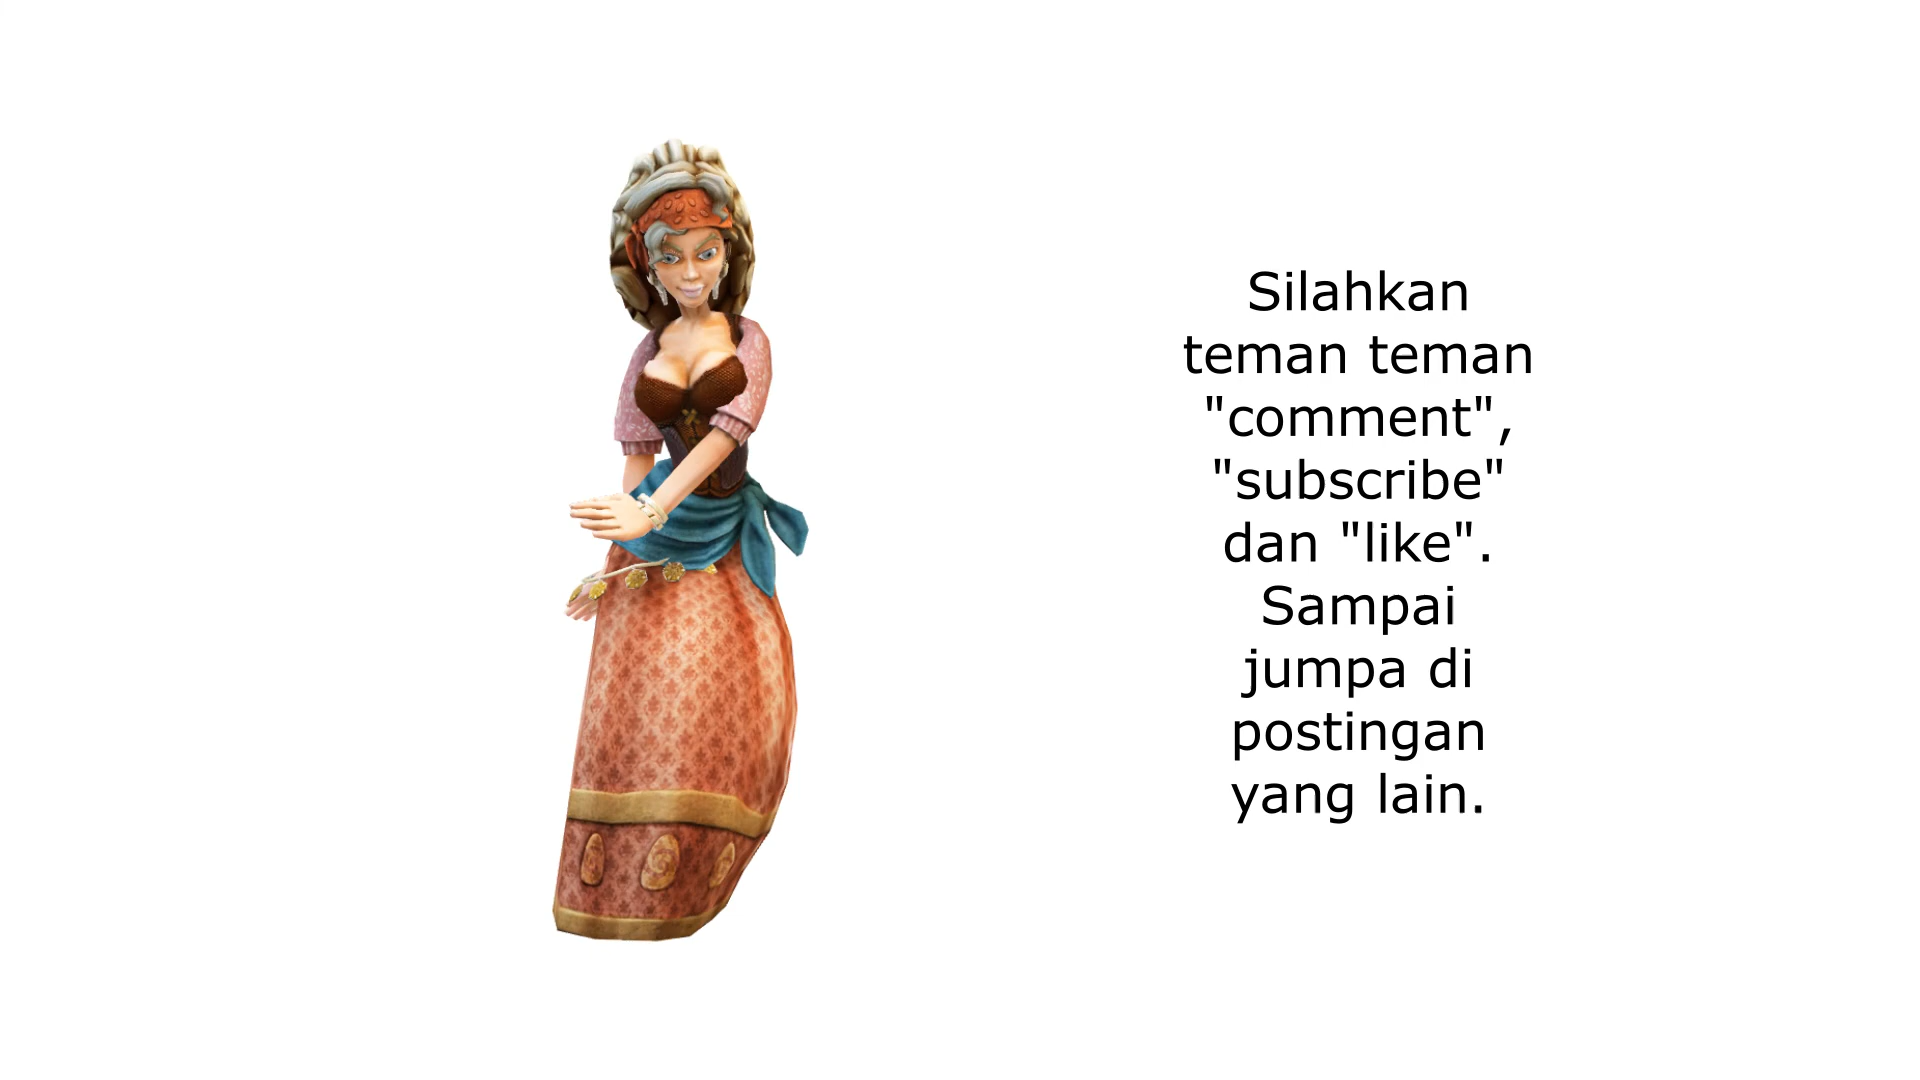 Silahkan
teman teman
"comment",
"subscribe"
dan "like".
Sampai
jumpa di
postingan
yang lain.